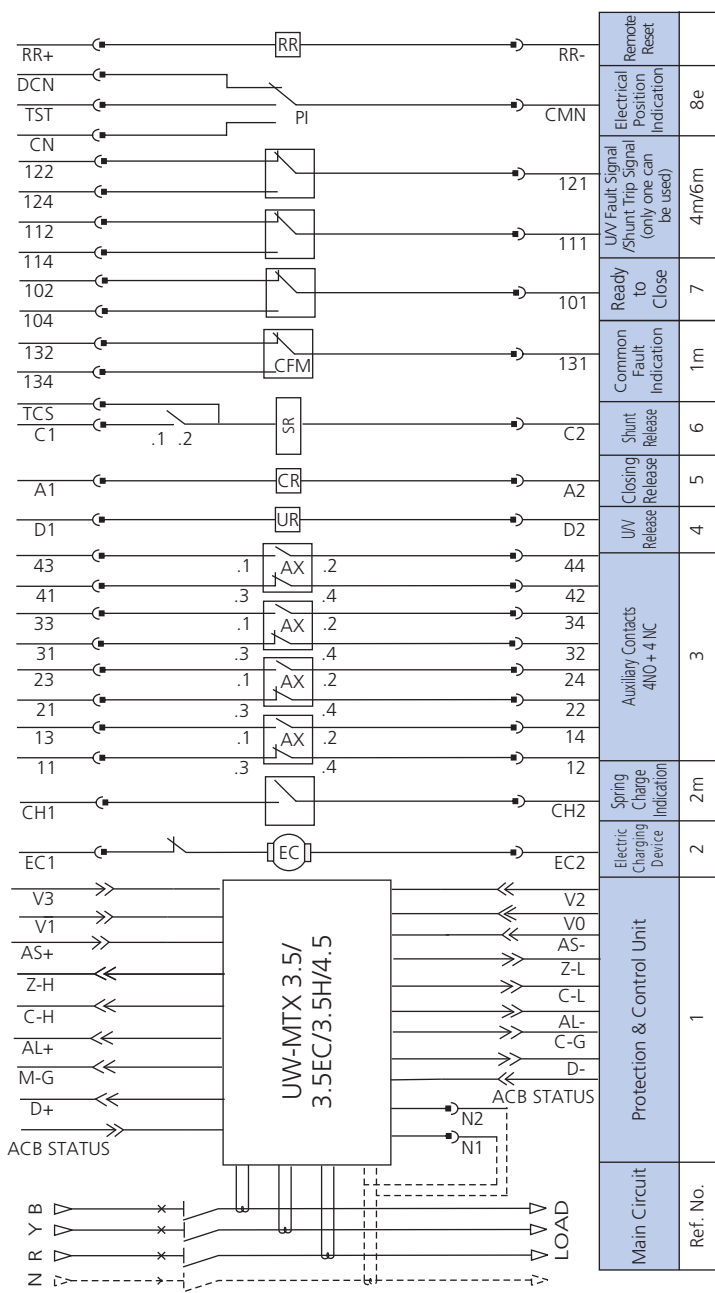 RR+
RR
RR-
Remote
Reset
DCN
TST
CN
PI
CMN
Electrical
Position
Indication
8e
122
124
121
112
114
111
U/V Fault Signal
/Shunt Trip Signal
(only one can
be used)
4m/6m
102
104
101
Ready
to
Close
7
132
134
CFM
131
Common
Fault
Indication
1m
TCS
C1
.1 .2
SR
C2
Shunt
Release
6
A1
CR
A2
Closing
Release
5
D1
UR
D2
U/V
Release
4
43
.1 AX .2
44
41
.3 .4
42
33
.1 AX .2
34
31
.3 .4
32
23
.1 AX .2
24
21
.3 .4
22
13
.1 AX .2
14
11
.3 .4
12
Auxiliary Contacts
4NO + 4 NC
3
CH1
CH2
Spring
Charge
Indication
2m
EC1
EC
EC2
Electric
Charging
Device
2
V3
V1
AS+
Z-H
C-H
AL+
M-G
D+
ACB STATUS
UW-MTX 3.5/
3.5EC/3.5H/4.5
V2
V0
AS-
Z-L
C-L
AL-
C-G
D-
ACB STATUS
N2
N1
Protection & Control Unit
1
B
Y
R
N
LOAD
Main Circuit
Ref. No.